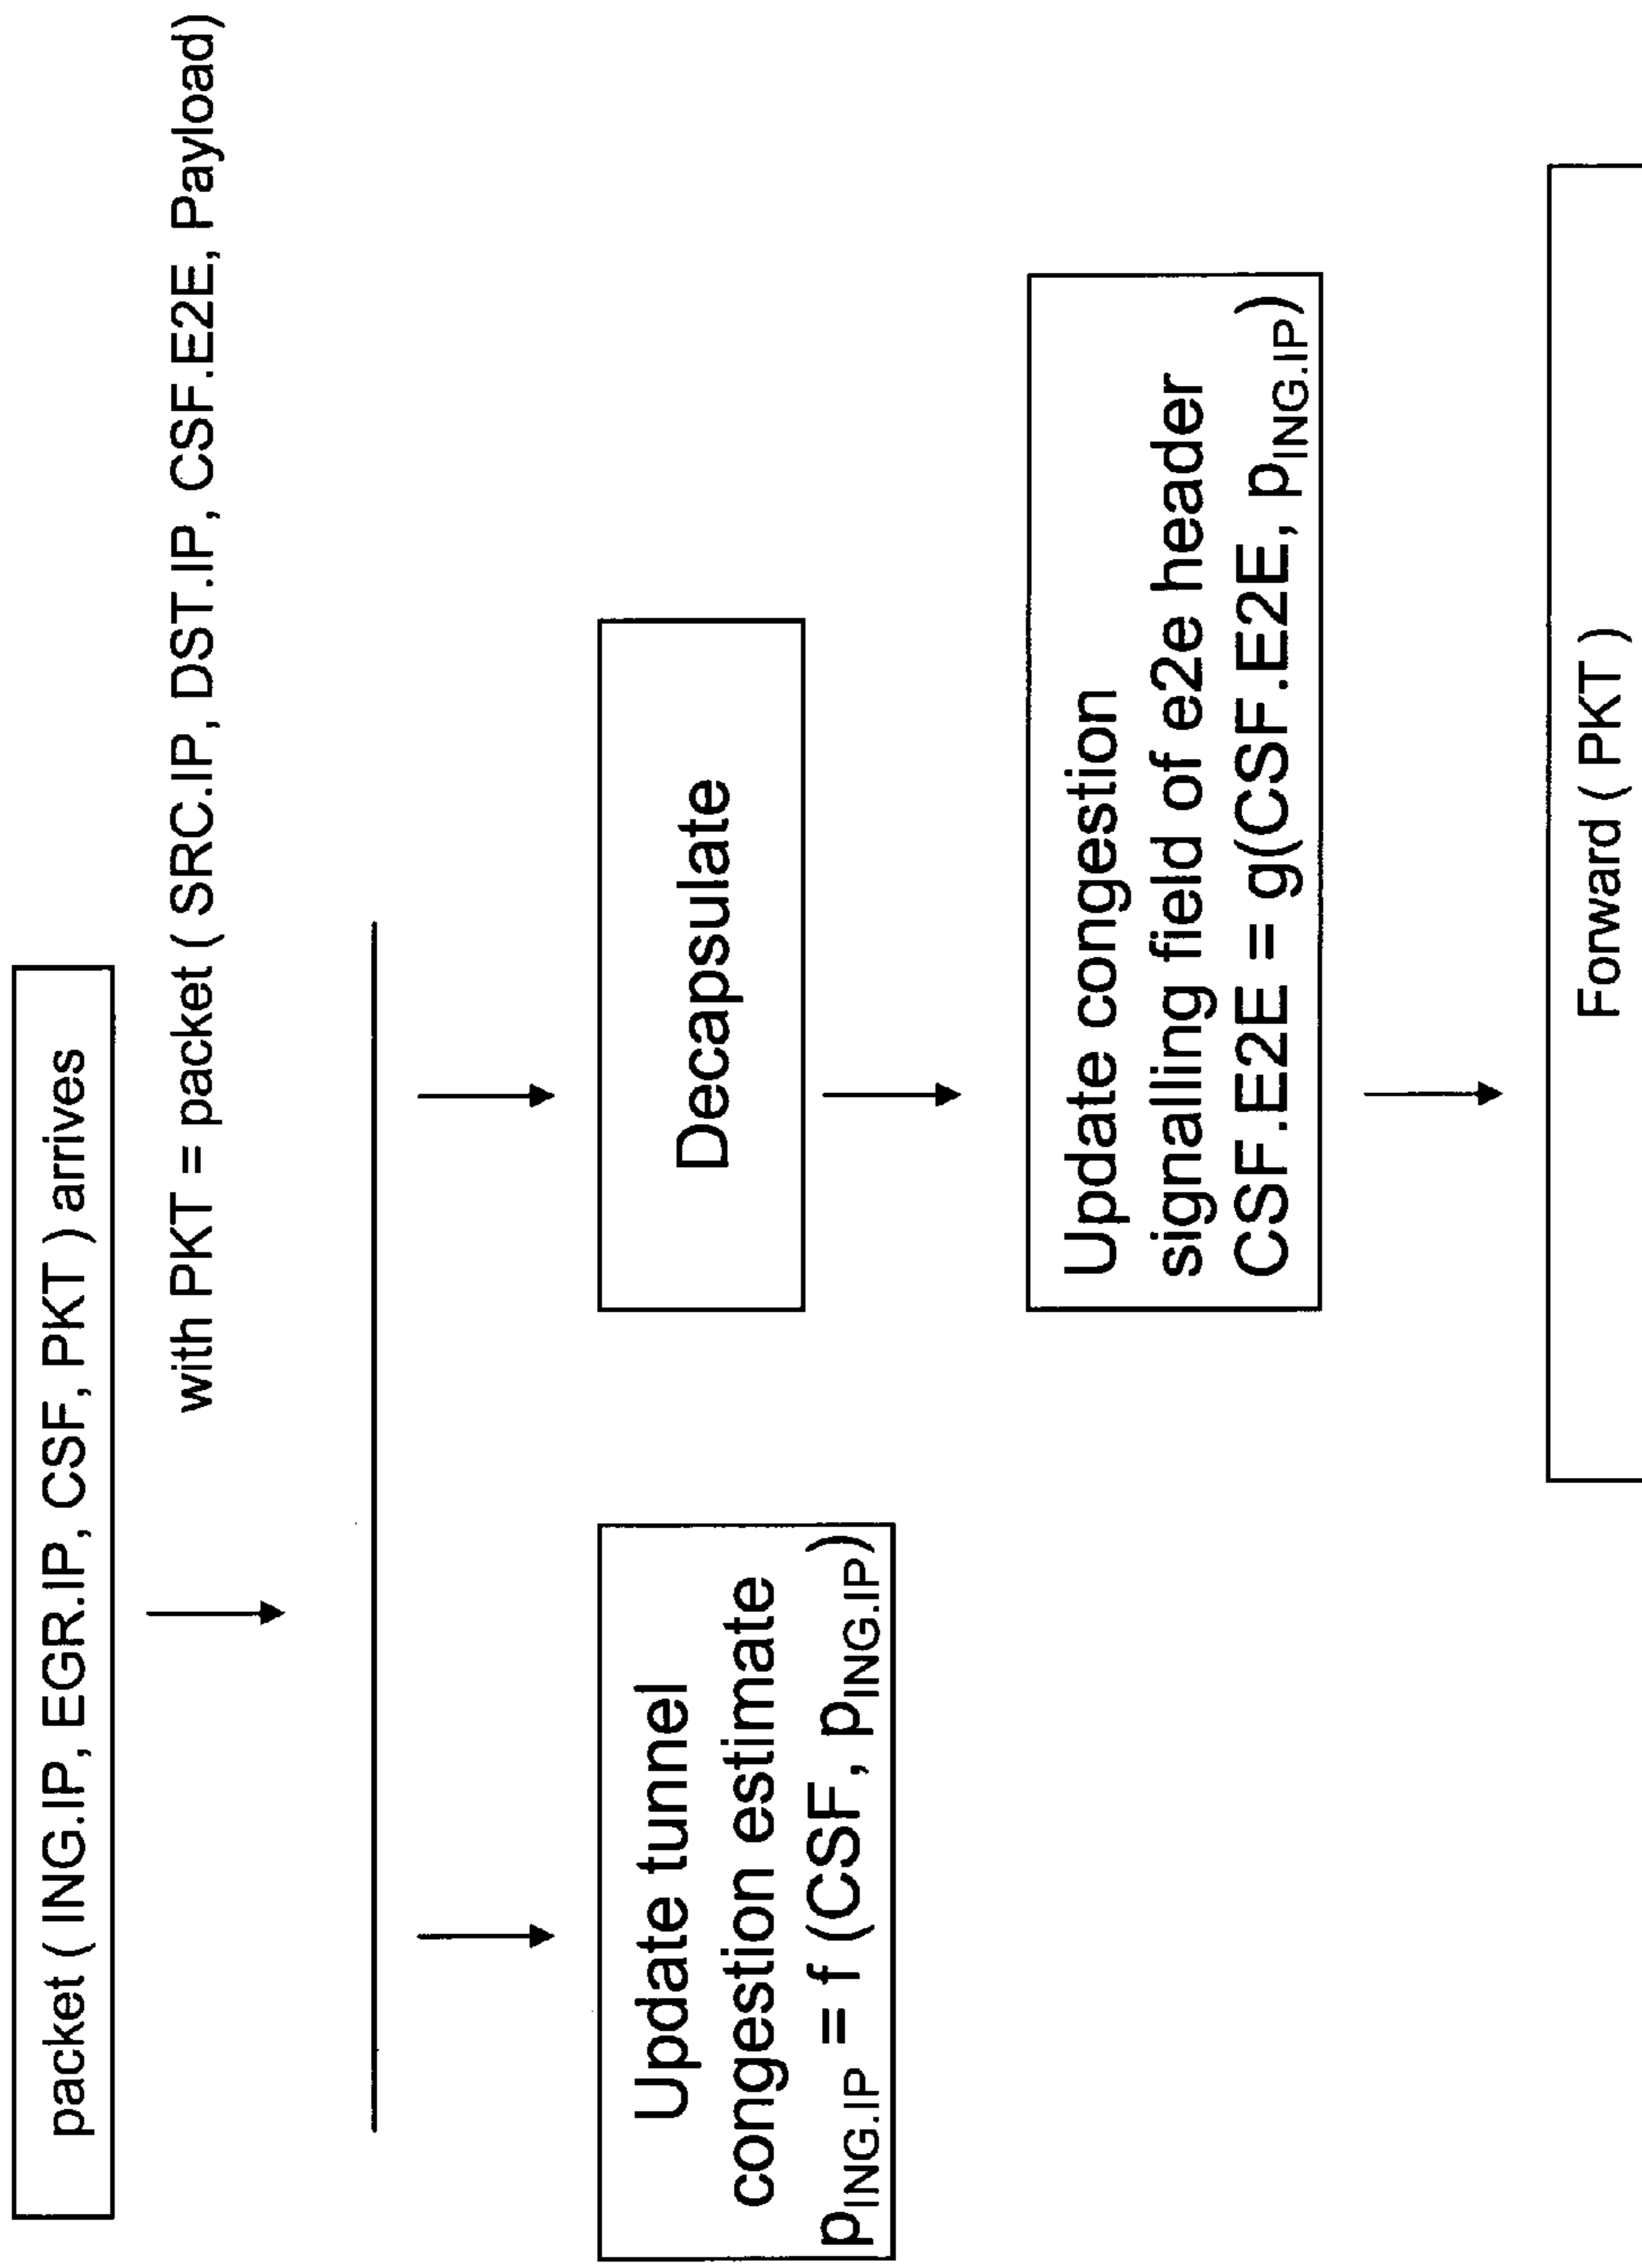 packet ( ING.IP, EGR.IP, CSF, PKT ) arrives
with PKT = packet ( SRC.IP, DST.IP, CSF.E2E, Payload)
Update tunnel
congestion estimate
pING.IP = f (CSF, pING.IP)
Decapsulate
Update congestion
signalling field of e2e header
CSF.E2E = g(CSF.E2E, pING.IP)
Forward ( PKT )